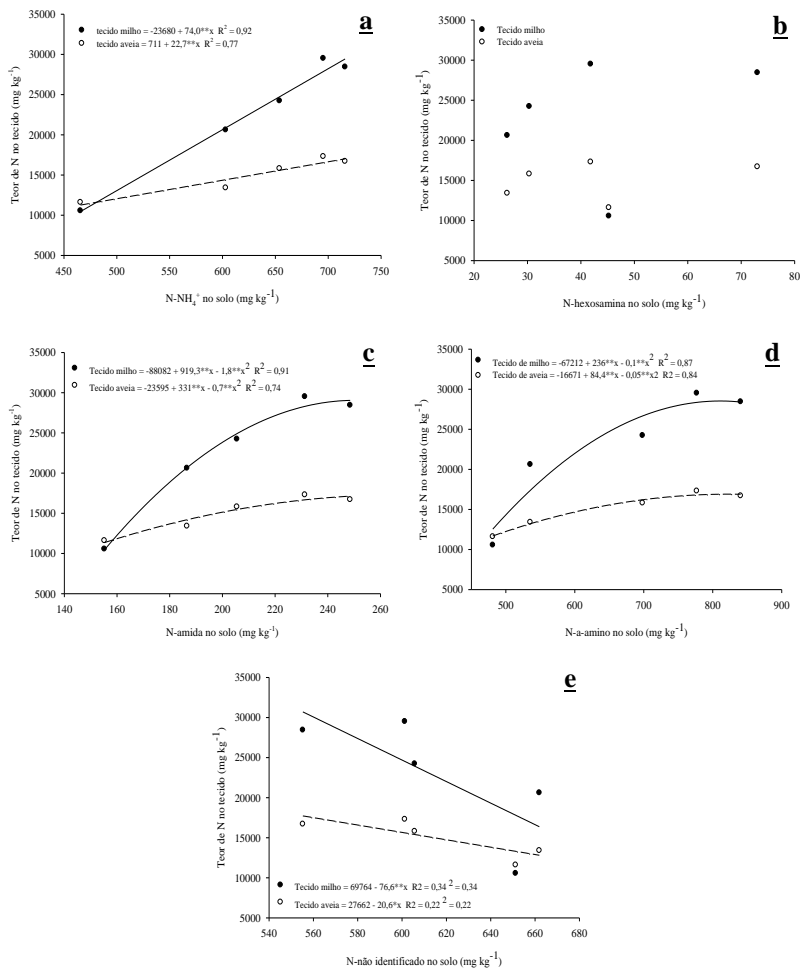 a
tecido milho = -23680 + 74,0**x R² = 0,92
tecido aveia = 711 + 22,7**x R² = 0,77
Teor de N no tecido (mg kg⁻¹)
35000
30000
25000
20000
15000
10000
5000
450 500 550 600 650 700 750
N-NH₄⁺ no solo (mg kg⁻¹)
b
Tecido milho
Tecido aveia
Teor de N no tecido (mg kg⁻¹)
35000
30000
25000
20000
15000
10000
5000
20 30 40 50 60 70 80
N-hexosamina no solo (mg kg⁻¹)
c
Tecido milho = -88082 + 919,3**x - 1,8**x² R² = 0,91
Tecido aveia = -23595 + 331**x - 0,7**x² R² = 0,74
Teor de N no tecido (mg kg⁻¹)
35000
30000
25000
20000
15000
10000
5000
140 160 180 200 220 240 260
N-amida no solo (mg kg⁻¹)
d
Tecido de milho = -67212 + 236**x - 0,1**x² R² = 0,87
Tecido de aveia = -16671 + 84,4**x - 0,05**x2 R2 = 0,84
Teor de N no tecido (mg kg⁻¹)
35000
30000
25000
20000
15000
10000
5000
500 600 700 800 900
N-a-amino no solo (mg kg⁻¹)
e
Teor de N no tecido (mg kg⁻¹)
35000
30000
25000
20000
15000
10000
5000
Tecido milho = 69764 - 76,6**x R2 = 0,34 ² = 0,34
Tecido aveia = 27662 - 20,6*x R2 = 0,22 ² = 0,22
540 560 580 600 620 640 660 680
N-não identificado no solo (mg kg⁻¹)